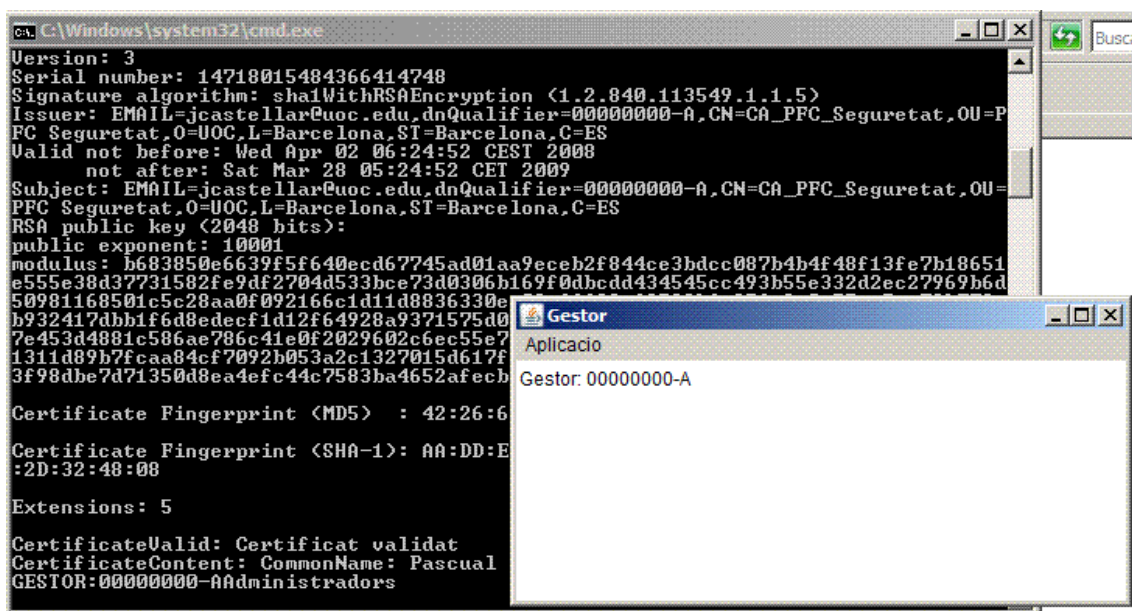 C:\Windows\system32\cmd.exe
Version: 3
Serial number: 14718015484366414748
Signature algorithm: sha1WithRSAEncryption (1.2.840.113549.1.1.5)
Issuer: EMAIL=jcastellar@uoc.edu,dnQualifier=00000000-A,CN=CA_PFC_Seguretat,OU=P
FC Seguretat,O=UOC,L=Barcelona,ST=Barcelona,C=ES
Valid not before: Wed Apr 02 06:24:52 CEST 2008
not after: Sat Mar 28 05:24:52 CET 2009
Subject: EMAIL=jcastellar@uoc.edu,dnQualifier=00000000-A,CN=CA_PFC_Seguretat,OU=
PFC Seguretat,O=UOC,L=Barcelona,ST=Barcelona,C=ES
RSA public key (2048 bits):
public exponent: 10001
modulus: b683850e6639f5f640ecd67745ad01aa9eceb2f844ce3bdcc087b4b4f48f13fe7b18651
e555e38d37731582fe9df2704d533bce73d0306b169f0dbcdd434545cc493b55e332d2ec27969b6d
50981168501c5c28aa0f092166c1d11d8836330e
b932417dbb1f6d8edecf1d12f64928a9371575d0
7e453d4881c586ae786c41e0f2029602c6ec55e7
1311d89b7fcaa84cf7092b053a2c1327015d617f
3f98dbe7d71350d8ea4efc44c7583ba4652afecb
Certificate Fingerprint (MD5) : 42:26:6
Certificate Fingerprint (SHA-1): AA:DD:E
:2D:32:48:08
Extensions: 5
CertificateValid: Certificat validat
CertificateContent: CommonName: Pascual
GESTOR:00000000-AAdministradors
Gestor
Aplicacio
Gestor: 00000000-A
Busca